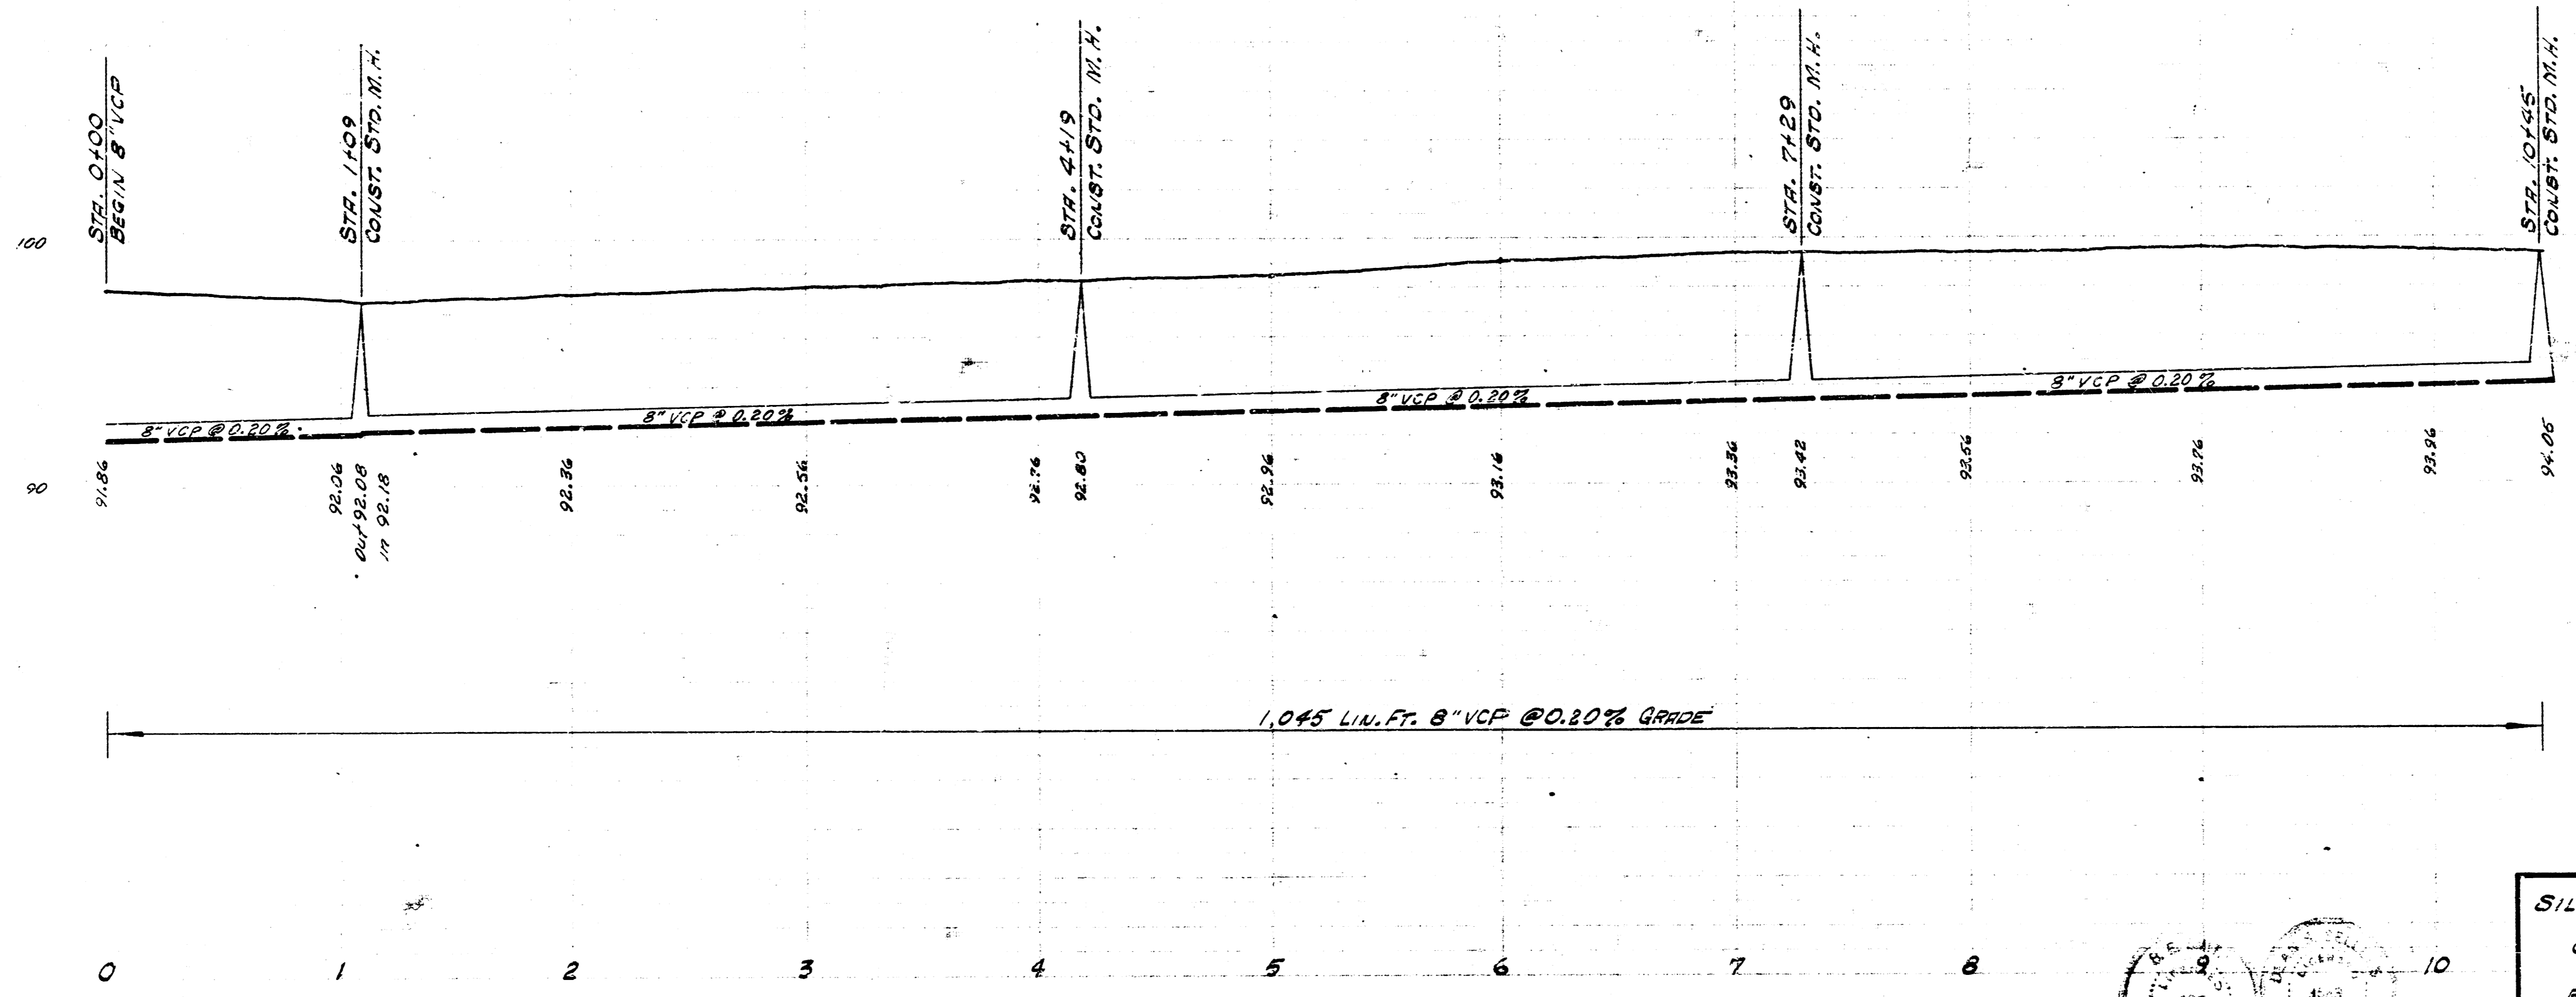 STA. 0+00
BEGIN 8" VCP
STA. 1+09
CONST. STD. M.H.
STA. 4+19
CONST. STD. M.H.
STA. 7+29
CONST. STD. M.H.
STA. 10+45
CONST. STD. M.H.
100
8" VCP @ 0.20%
8" VCP @ 0.20%
8" VCP @ 0.20%
8" VCP @ 0.20%
90
91.86
92.06
Out 92.08
in 92.18
92.36
92.56
92.76
92.80
92.96
93.16
93.36
93.42
93.56
93.76
93.96
94.05
1,045 LIN. FT. 8" VCP @ 0.20% GRADE
SIL
0 1 2 3 4 5 6 7 8 9 10